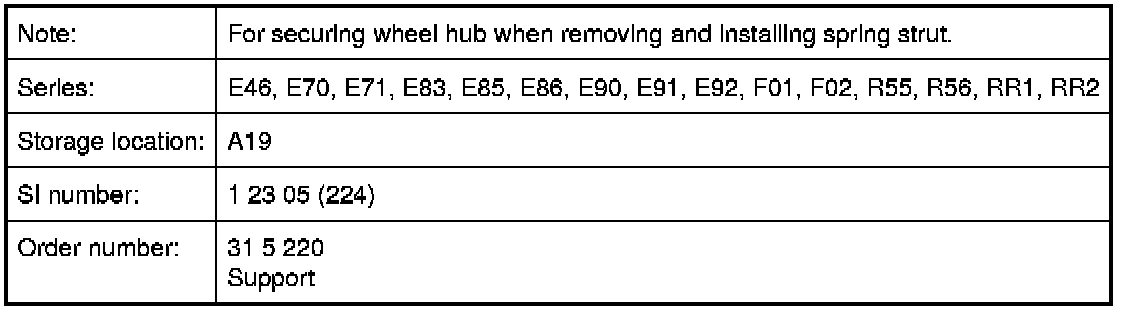 Note: For securing wheel hub when removing and installing spring strut.
Series: E46, E70, E71, E83, E85, E86, E90, E91, E92, F01, F02, R55, R56, RR1, RR2
Storage location: A19
SI number: 1 23 05 (224)
Order number: 31 5 220
Support